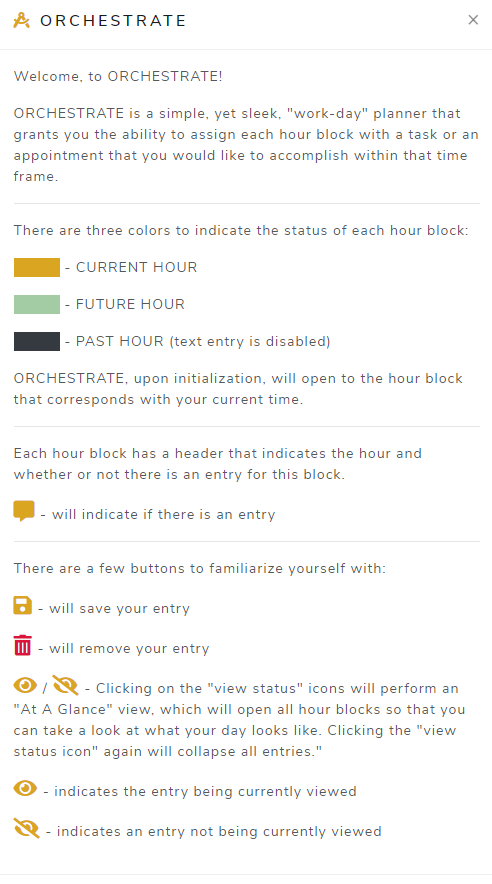 ORCHESTRATE
Welcome, to ORCHESTRATE!
ORCHESTRATE is a simple, yet sleek, "work-day" planner that
grants you the ability to assign each hour block with a task or an
appointment that you would like to accomplish within that time
frame.
There are three colors to indicate the status of each hour block:
- CURRENT HOUR
- FUTURE HOUR
- PAST HOUR (text entry is disabled)
ORCHESTRATE, upon initialization, will open to the hour block
that corresponds with your current time.
Each hour block has a header that indicates the hour and
whether or not there is an entry for this block.
- will indicate if there is an entry
There are a few buttons to familiarize yourself with:
- will save your entry
- will remove your entry
/ - Clicking on the "view status" icons will perform an
"At A Glance" view, which will open all hour blocks so that you
can take a look at what your day looks like. Clicking the "view
status icon" again will collapse all entries."
- indicates the entry being currently viewed
- indicates an entry not being currently viewed